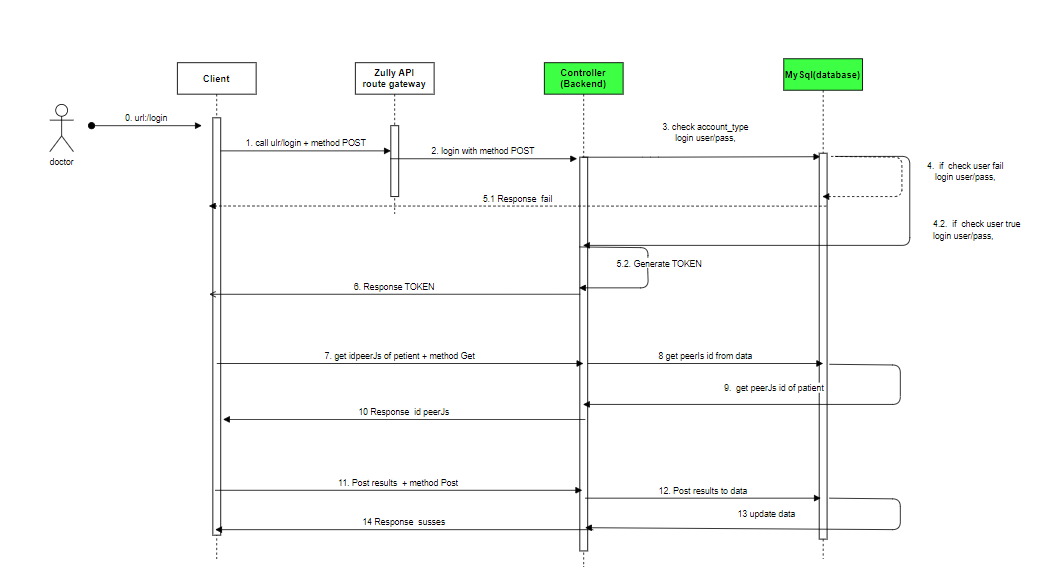 Client
Zully API
route gateway
Controller
(Backend)
MySql(database)
doctor
0. url:/login
1. call ulr/login + method POST
2. login with method POST
3. check account_type
login user/pass,
4. if check user fail
login user/pass,
5.1 Response fail
4.2. if check user true
login user/pass,
5.2. Generate TOKEN
6. Response TOKEN
7. get idpeerJs of petient + method Get
8 get peerIs id from data
9. get peerJs id of patient
10 Response id peerJs
11. Post results + method Post
12. Post results to data
13 update data
14 Response susses